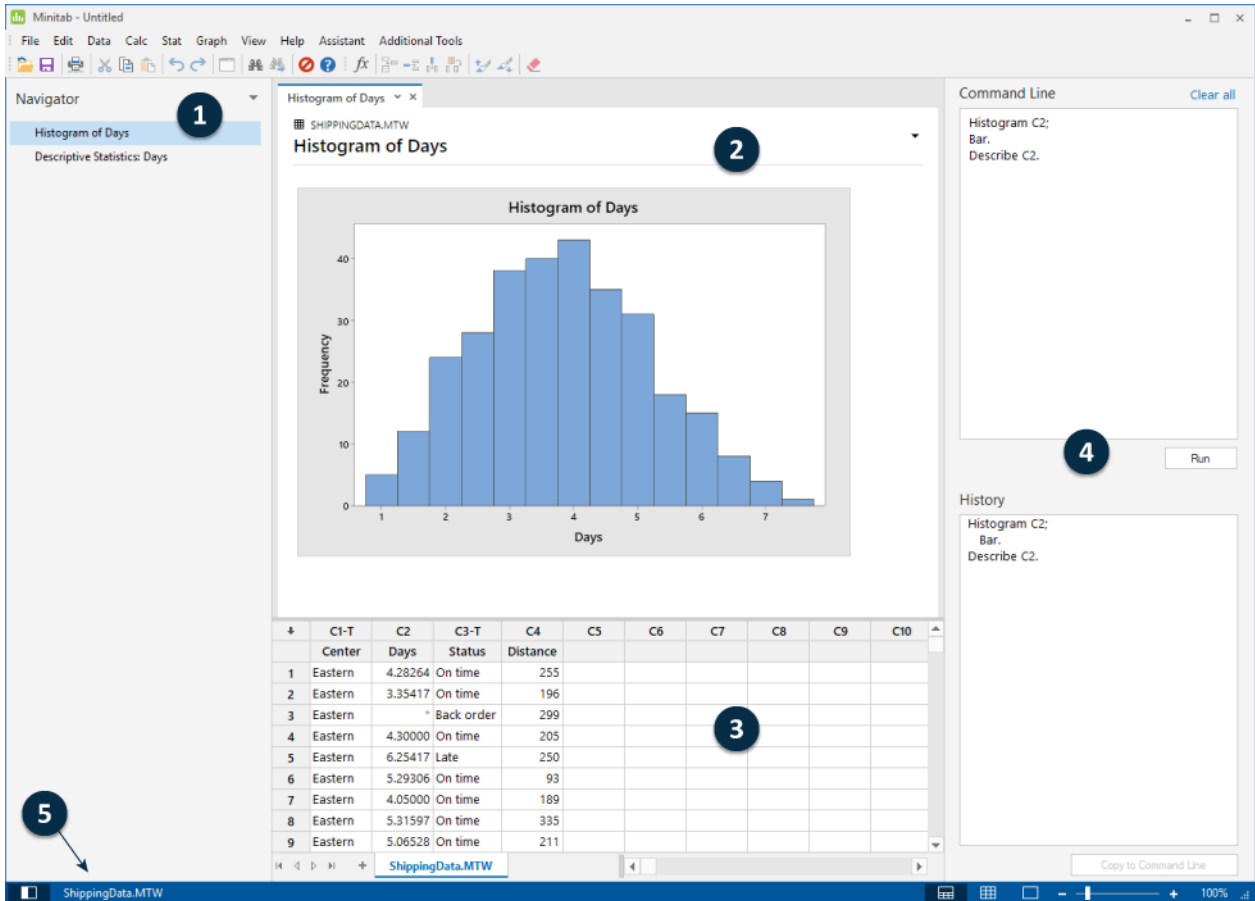 Minitab - Untitled
File Edit Data Calc Stat Graph View Help Assistant Additional Tools
fx
Navigator
1
Histogram of Days
Descriptive Statistics: Days
Histogram of Days
SHIPPINGDATA.MTW
Histogram of Days
2
Histogram of Days
Frequency
40
30
20
10
0
1 2 3 4 5 6 7
Days
C1-T C2 C3-T C4 C5 C6 C7 C8 C9 C10
Center Days Status Distance
1 Eastern 4.28264 On time 255
2 Eastern 3.35417 On time 196
3 Eastern * Back order 299
4 Eastern 4.30000 On time 205
5 Eastern 6.25417 Late 250
6 Eastern 5.29306 On time 93
7 Eastern 4.05000 On time 189
8 Eastern 5.31597 On time 335
9 Eastern 5.06528 On time 211
3
ShippingData.MTW
Command Line Clear all
Histogram C2;
Bar.
Describe C2.
4
Run
History
Histogram C2;
Bar.
Describe C2.
Copy to Command Line
5
ShippingData.MTW
100%